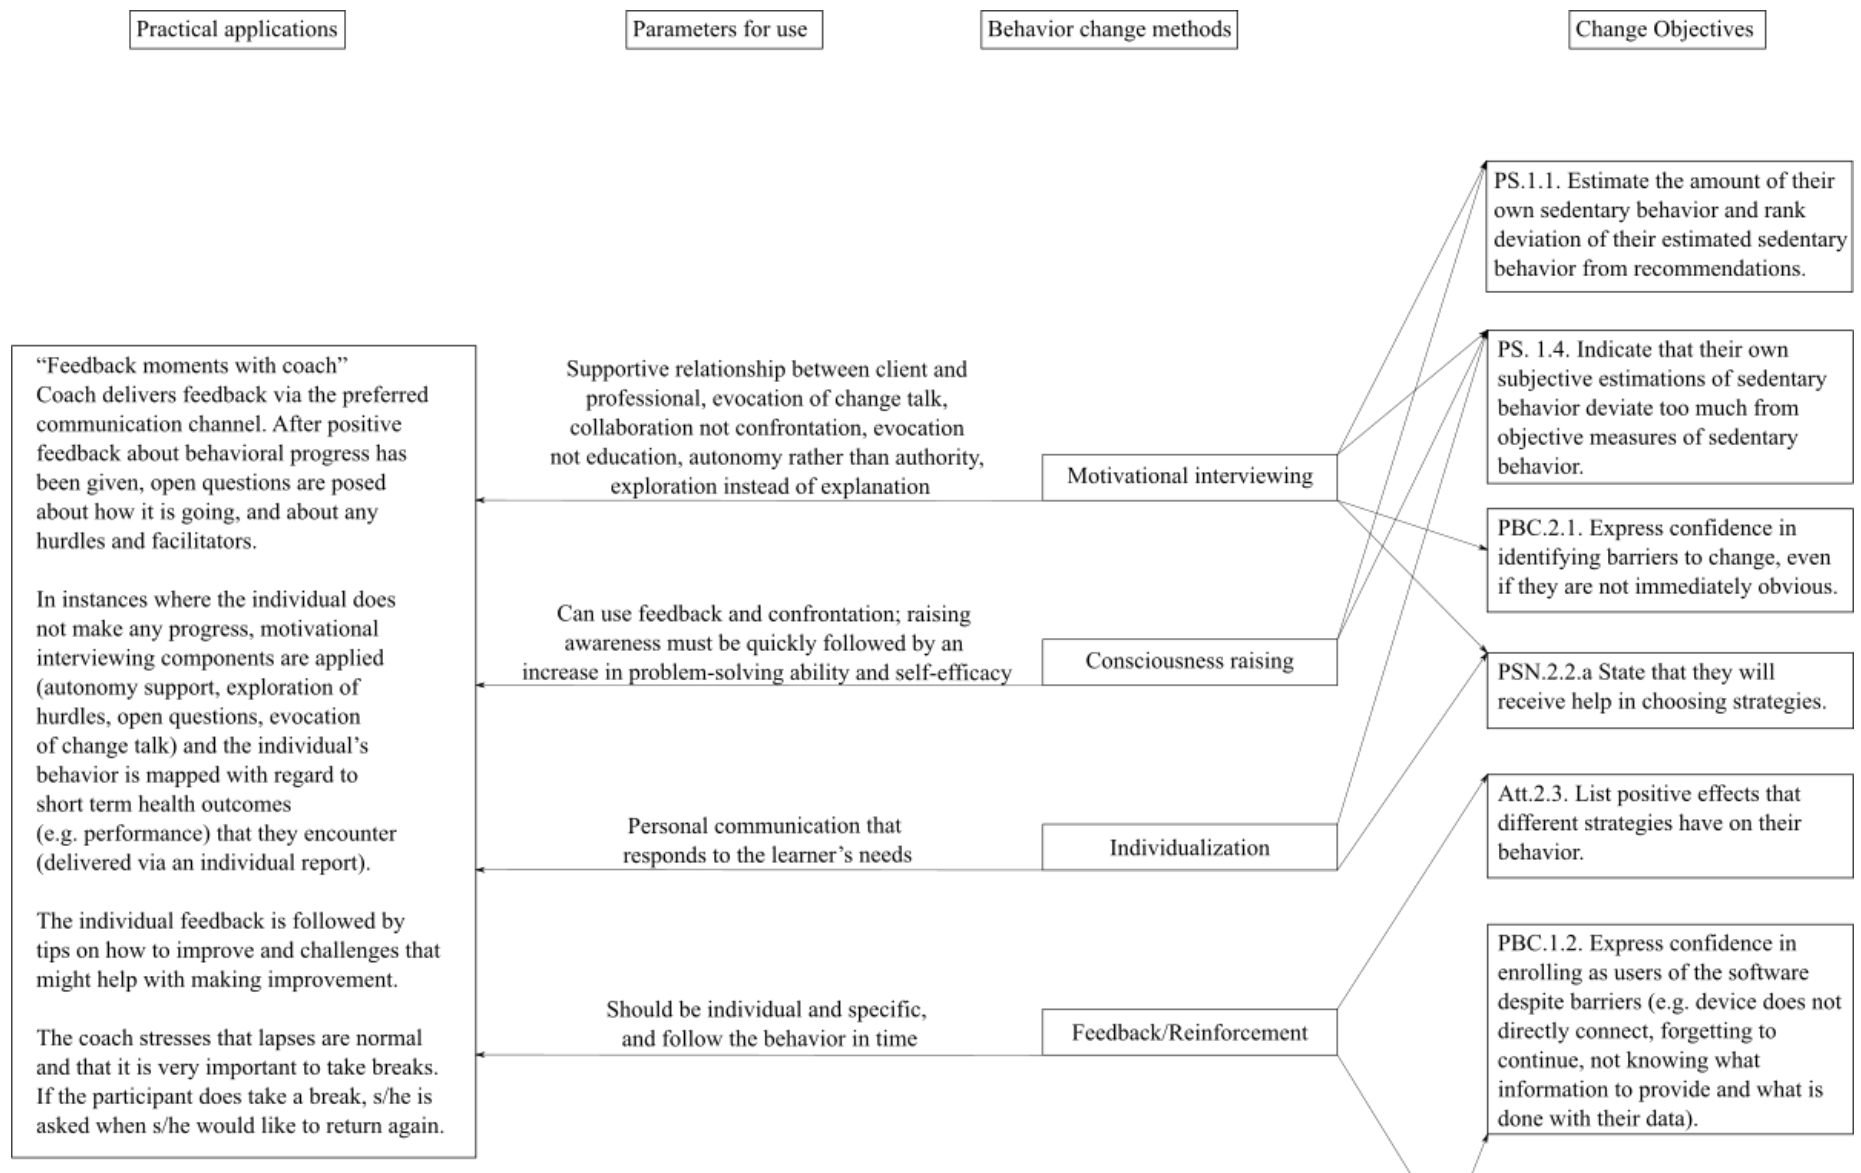 Practical applications
Parameters for use
Behavior change methods
Change Objectives
“Feedback moments with coach”
Coach delivers feedback via the preferred
communication channel. After positive
feedback about behavioral progress has
been given, open questions are posed
about how it is going, and about any
hurdles and facilitators.
In instances where the individual does
not make any progress, motivational
interviewing components are applied
(autonomy support, exploration of
hurdles, open questions, evocation
of change talk) and the individual’s
behavior is mapped with regard to
short term health outcomes
(e.g. performance) that they encounter
(delivered via an individual report).
The individual feedback is followed by
tips on how to improve and challenges that
might help with making improvement.
The coach stresses that lapses are normal
and that it is very important to take breaks.
If the participant does take a break, s/he is
asked when s/he would like to return again.
Supportive relationship between client and
professional, evocation of change talk,
collaboration not confrontation, evocation
not education, autonomy rather than authority,
exploration instead of explanation
Can use feedback and confrontation; raising
awareness must be quickly followed by an
increase in problem-solving ability and self-efficacy
Personal communication that
responds to the learner’s needs
Should be individual and specific,
and follow the behavior in time
Motivational interviewing
Consciousness raising
Individualization
Feedback/Reinforcement
PS.1.1. Estimate the amount of their
own sedentary behavior and rank
deviation of their estimated sedentary
behavior from recommendations.
PS. 1.4. Indicate that their own
subjective estimations of sedentary
behavior deviate too much from
objective measures of sedentary
behavior.
PBC.2.1. Express confidence in
identifying barriers to change, even
if they are not immediately obvious.
PSN.2.2.a State that they will
receive help in choosing strategies.
Att.2.3. List positive effects that
different strategies have on their
behavior.
PBC.1.2. Express confidence in
enrolling as users of the software
despite barriers (e.g. device does not
directly connect, forgetting to
continue, not knowing what
information to provide and what is
done with their data).